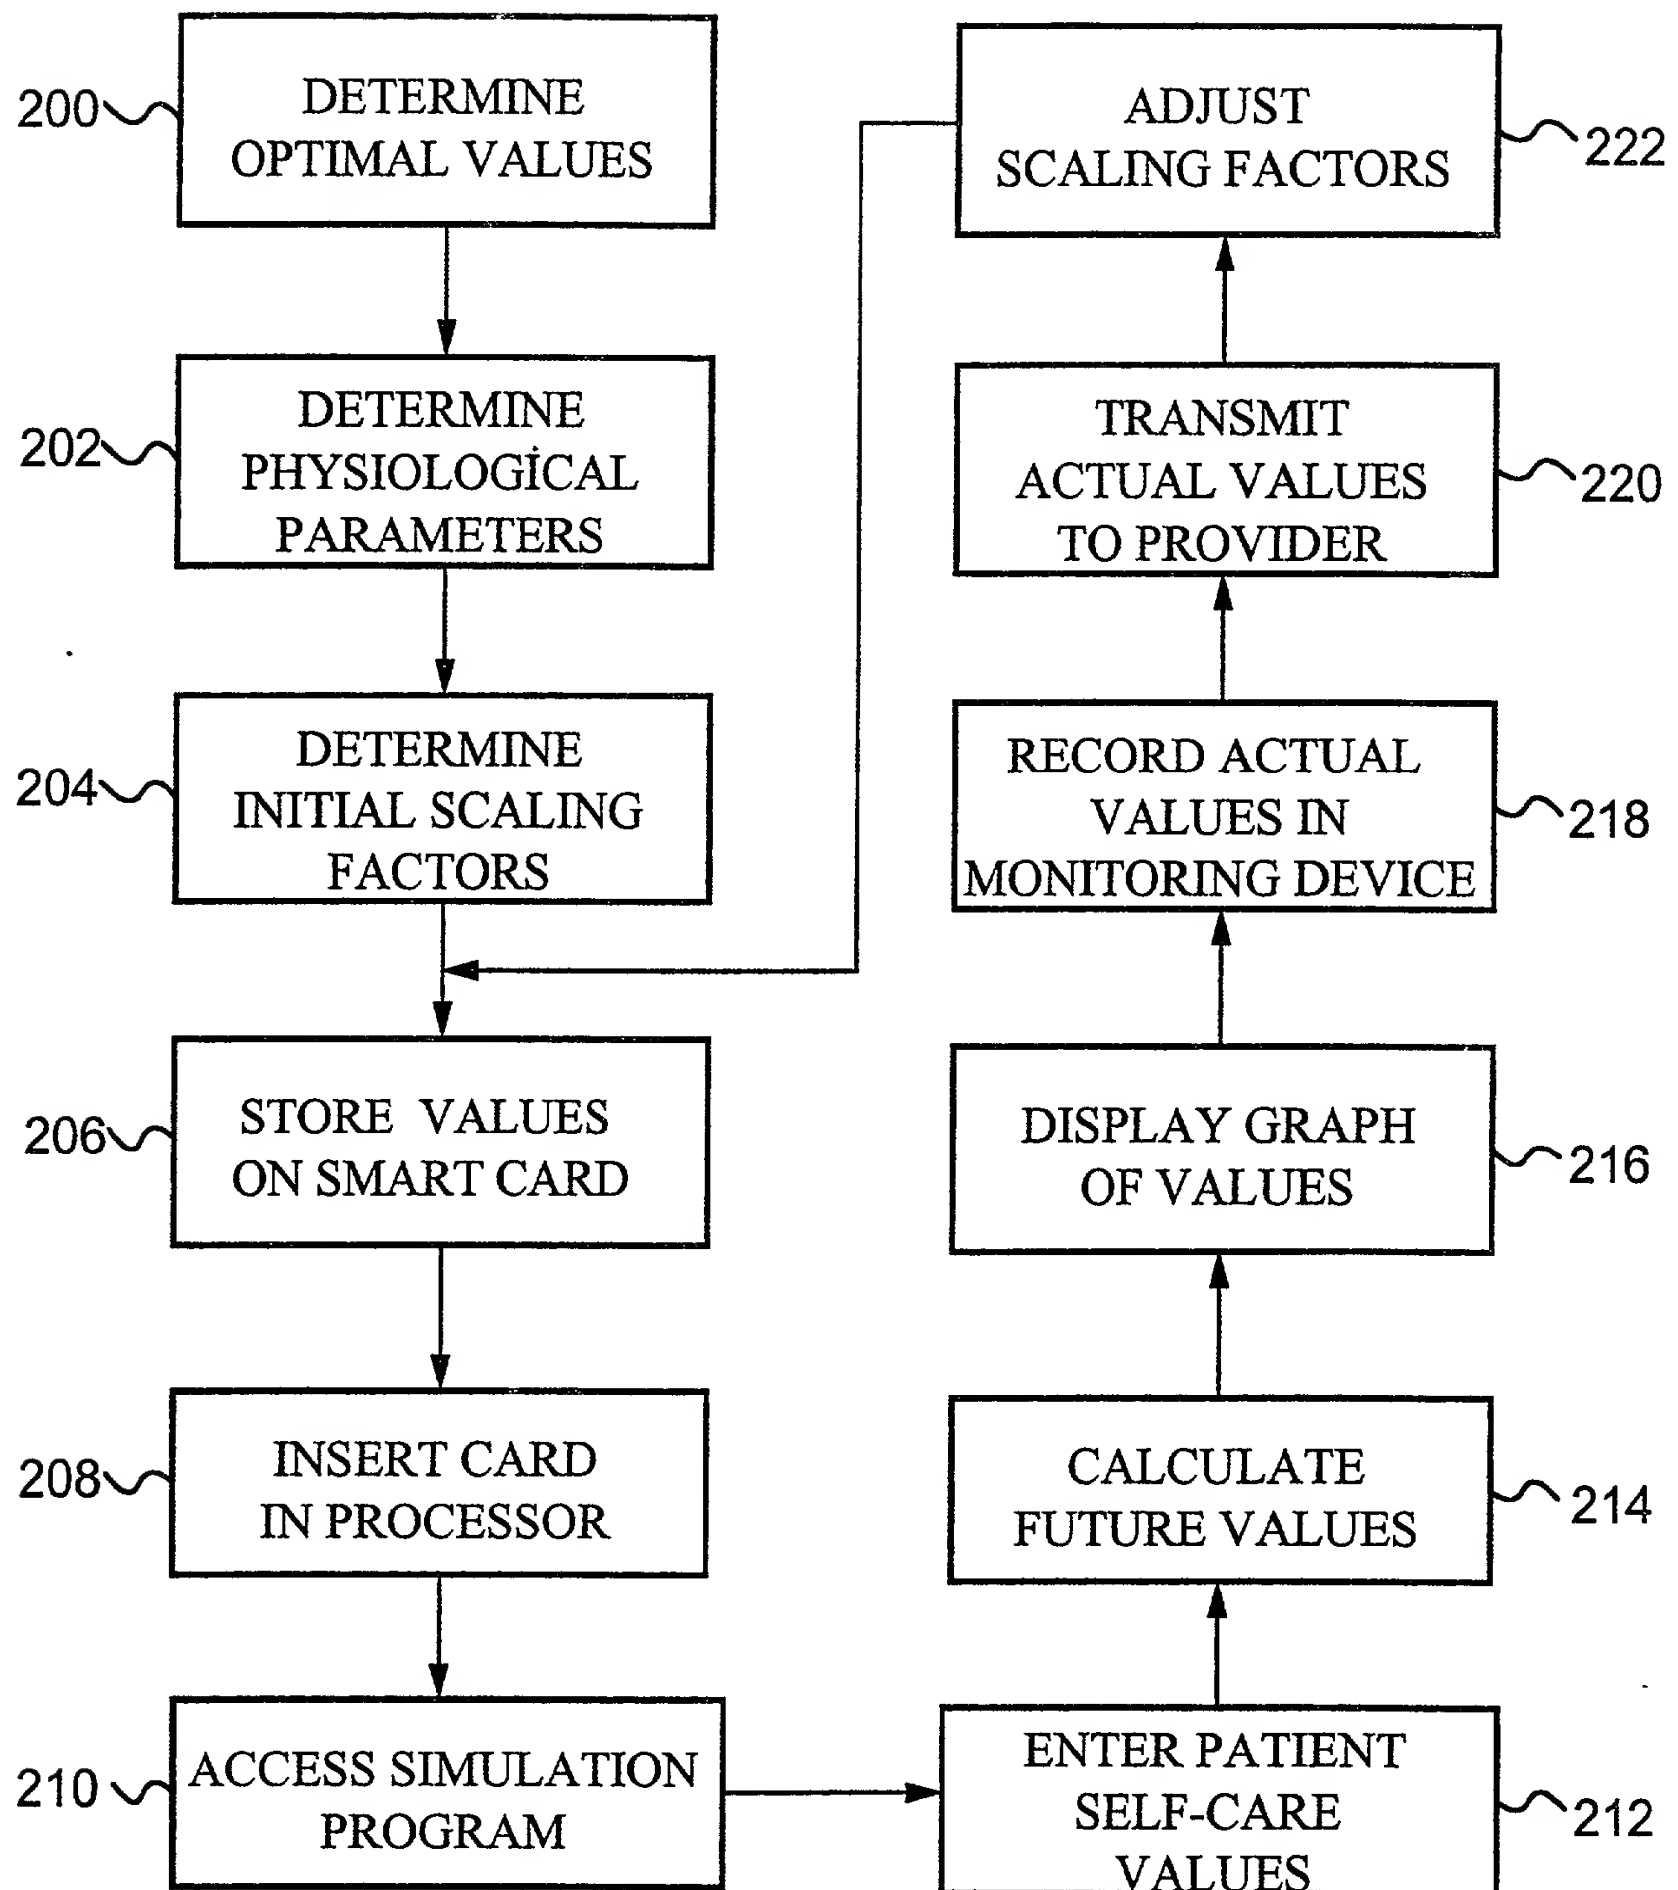 200
DETERMINE
OPTIMAL VALUES
202
DETERMINE
PHYSIOLOGICAL
PARAMETERS
204
DETERMINE
INITIAL SCALING
FACTORS
206
STORE VALUES
ON SMART CARD
208
INSERT CARD
IN PROCESSOR
210
ACCESS SIMULATION
PROGRAM
ENTER PATIENT
SELF-CARE
VALUES
212
CALCULATE
FUTURE VALUES
214
DISPLAY GRAPH
OF VALUES
216
RECORD ACTUAL
VALUES IN
MONITORING DEVICE
218
TRANSMIT
ACTUAL VALUES
TO PROVIDER
220
ADJUST
SCALING FACTORS
222